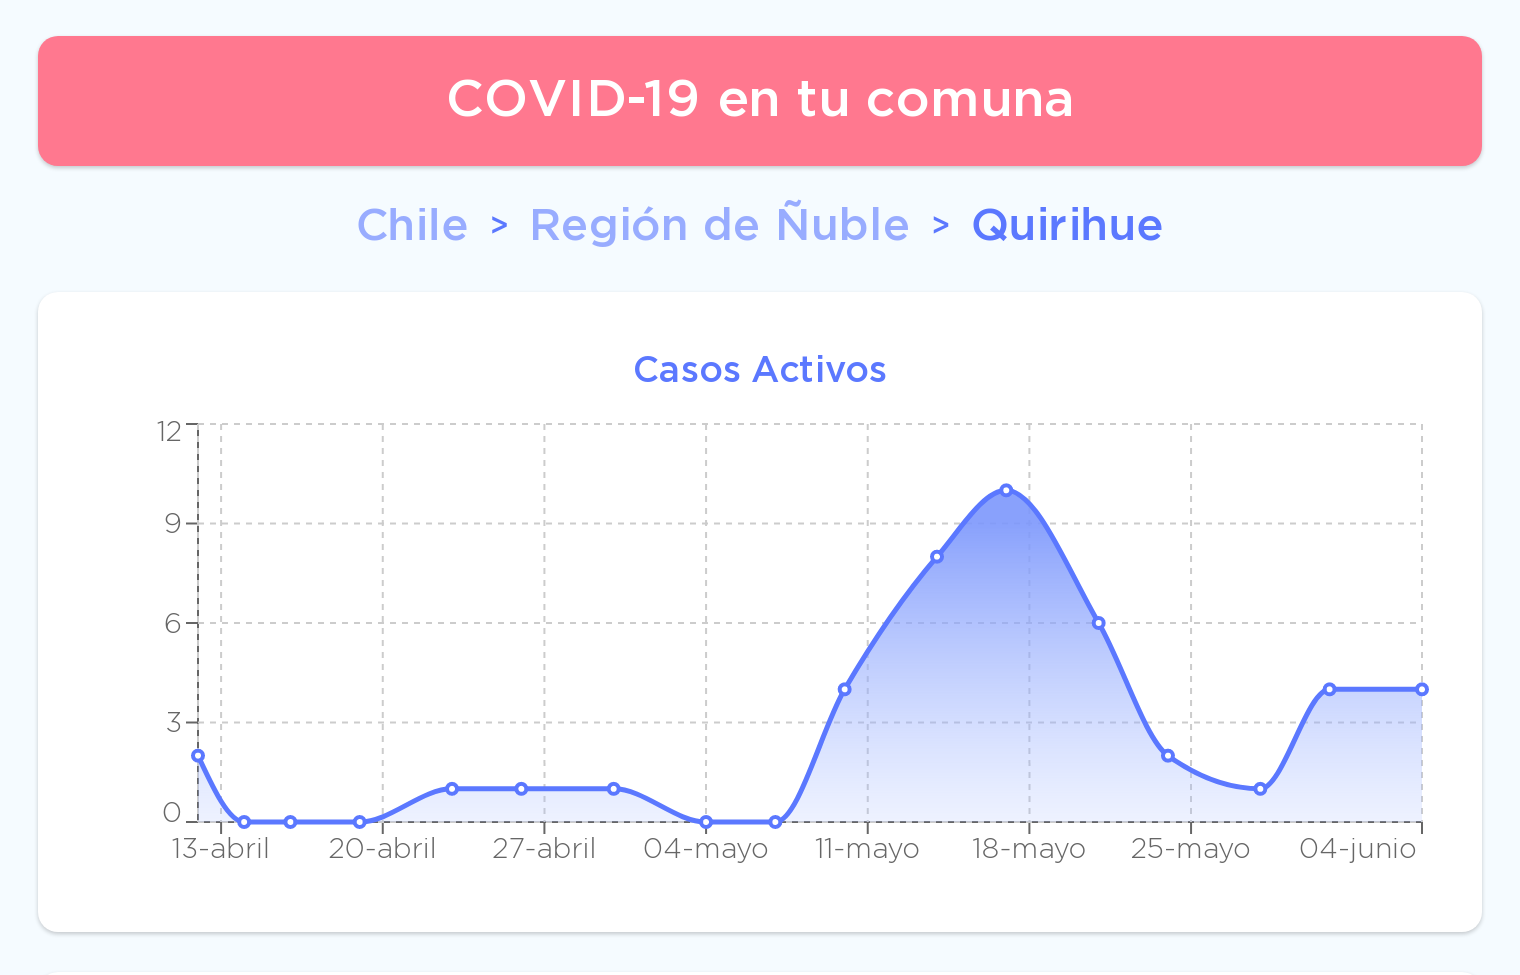 COVID-19 en tu comuna
Chile > Región de Ñuble > Quirihue
Casos Activos
12
9
6
3
0
13-abril 20-abril 27-abril 04-mayo 11-mayo 18-mayo 25-mayo 04-junio